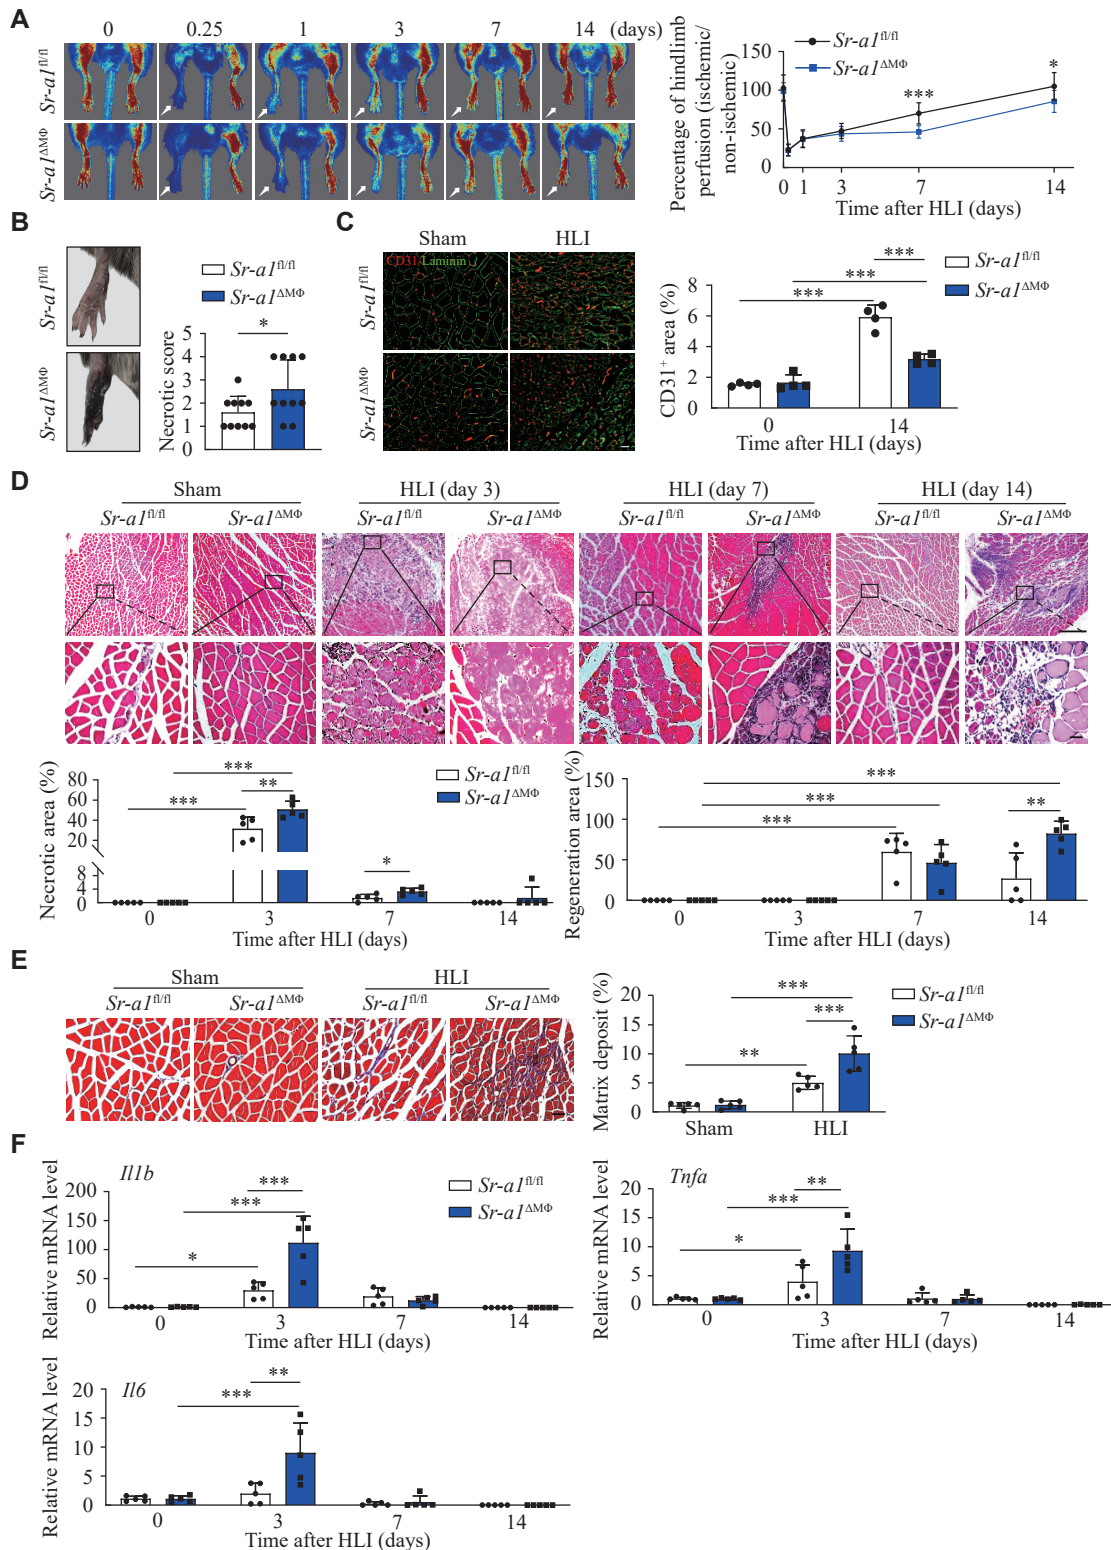 A
0 0.25 1 3 7 14 (days)
Sr-a1fl/fl
Sr-a1ΔMΦ
Percentage of hindlimb
perfusion (ischemic/
non-ischemic)
150
100
50
0
Sr-a1fl/fl
Sr-a1ΔMΦ
***
*
0 1 3 7 14
Time after HLI (days)
B
Sr-a1fl/fl
Sr-a1ΔMΦ
Sr-a1fl/fl
Sr-a1ΔMΦ
*
Necrotic score
5
4
3
2
1
0
C
Sham HLI
CD31/Laminin
Sr-a1fl/fl
Sr-a1ΔMΦ
CD31+ area (%)
8
6
4
2
0
***
***
***
Sr-a1fl/fl
Sr-a1ΔMΦ
0 14
Time after HLI (days)
D
Sham HLI (day 3) HLI (day 7) HLI (day 14)
Sr-a1fl/fl Sr-a1ΔMΦ Sr-a1fl/fl Sr-a1ΔMΦ Sr-a1fl/fl Sr-a1ΔMΦ Sr-a1fl/fl Sr-a1ΔMΦ
Necrotic area (%)
80
60
40
20
8
4
0
***
***
**
*
Sr-a1fl/fl
Sr-a1ΔMΦ
0 3 7 14
Time after HLI (days)
Regeneration area (%)
150
100
50
0
***
***
***
**
0 3 7 14
Time after HLI (days)
E
Sham HLI
Sr-a1fl/fl Sr-a1ΔMΦ Sr-a1fl/fl Sr-a1ΔMΦ
Matrix deposit (%)
20
15
10
5
0
***
***
**
Sr-a1fl/fl
Sr-a1ΔMΦ
Sham HLI
F
Il1b
Relative mRNA level
200
150
100
50
0
***
***
*
Sr-a1fl/fl
Sr-a1ΔMΦ
0 3 7 14
Time after HLI (days)
Tnfa
Relative mRNA level
20
15
10
5
0
**
***
*
0 3 7 14
Time after HLI (days)
Il6
Relative mRNA level
20
15
10
5
0
**
***
0 3 7 14
Time after HLI (days)